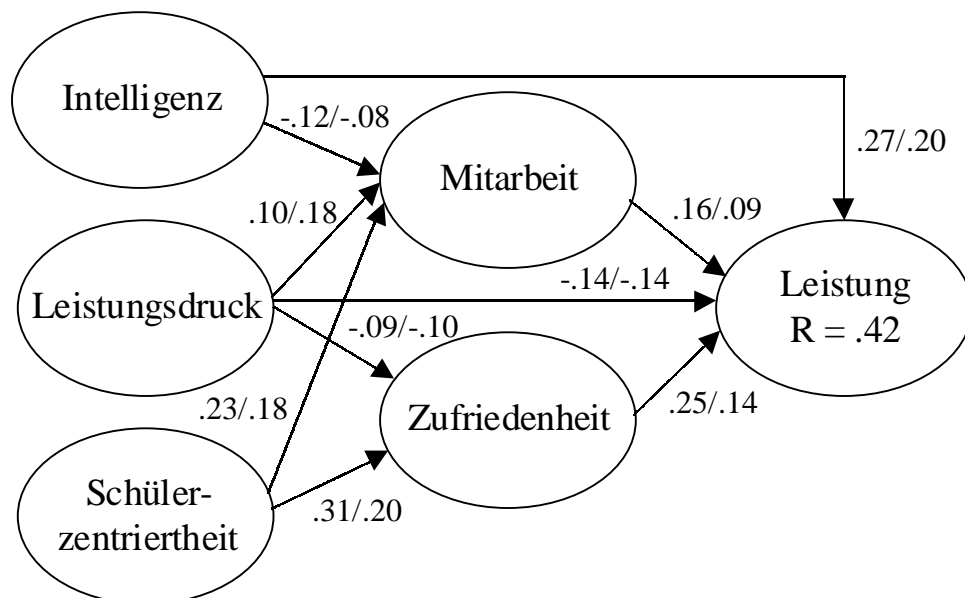 Intelligenz
-.12/-.08
.27/.20
Mitarbeit
.10/.18
.16/.09
Leistungsdruck
-.14/-.14
Leistung
R = .42
-.09/-.10
.23/.18
Zufriedenheit
.25/.14
Schüler-
zentriertheit
.31/.20